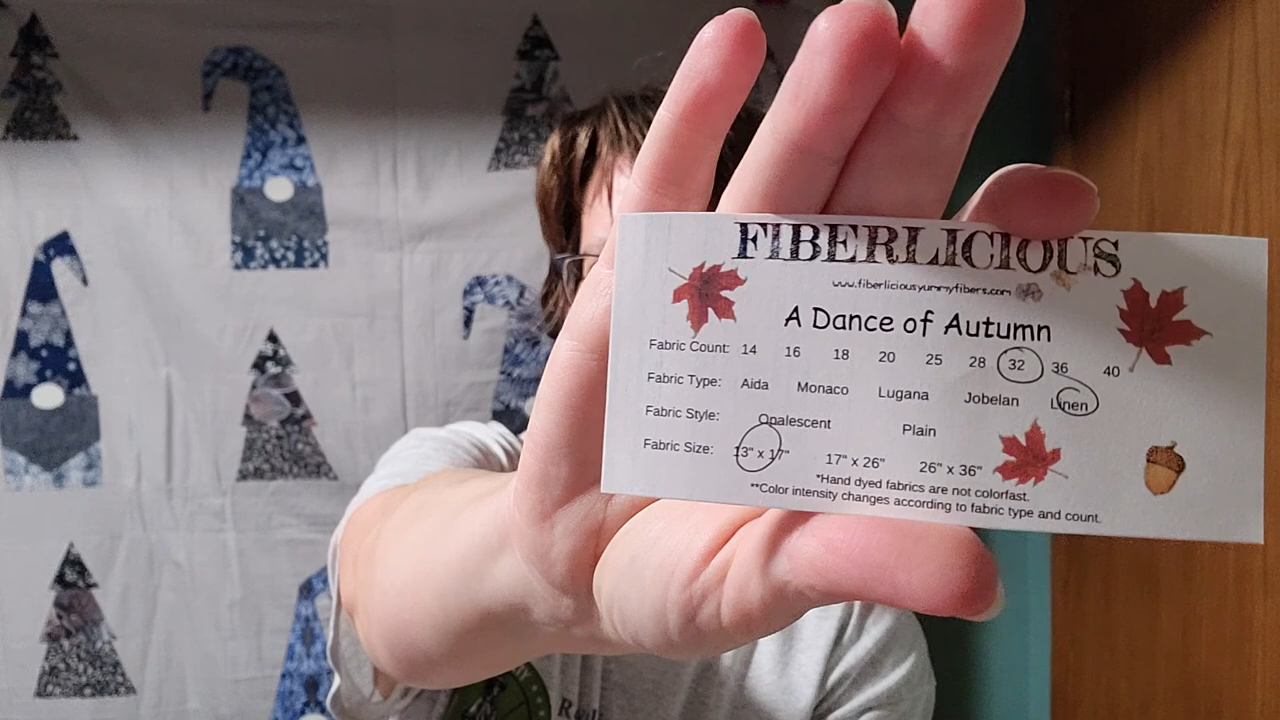 FIBERLICIOUS
www.fiberliciousyummyfibers.com
A Dance of Autumn
Fabric Count: 14 16 18 20 25 28 32 36 40
Fabric Type: Aida Monaco Lugana Jobelan Linen
Fabric Style: Opalescent Plain
Fabric Size: 13" x 17" 17" x 26" 26" x 36"
*Hand dyed fabrics are not colorfast.
**Color intensity changes according to fabric type and count.